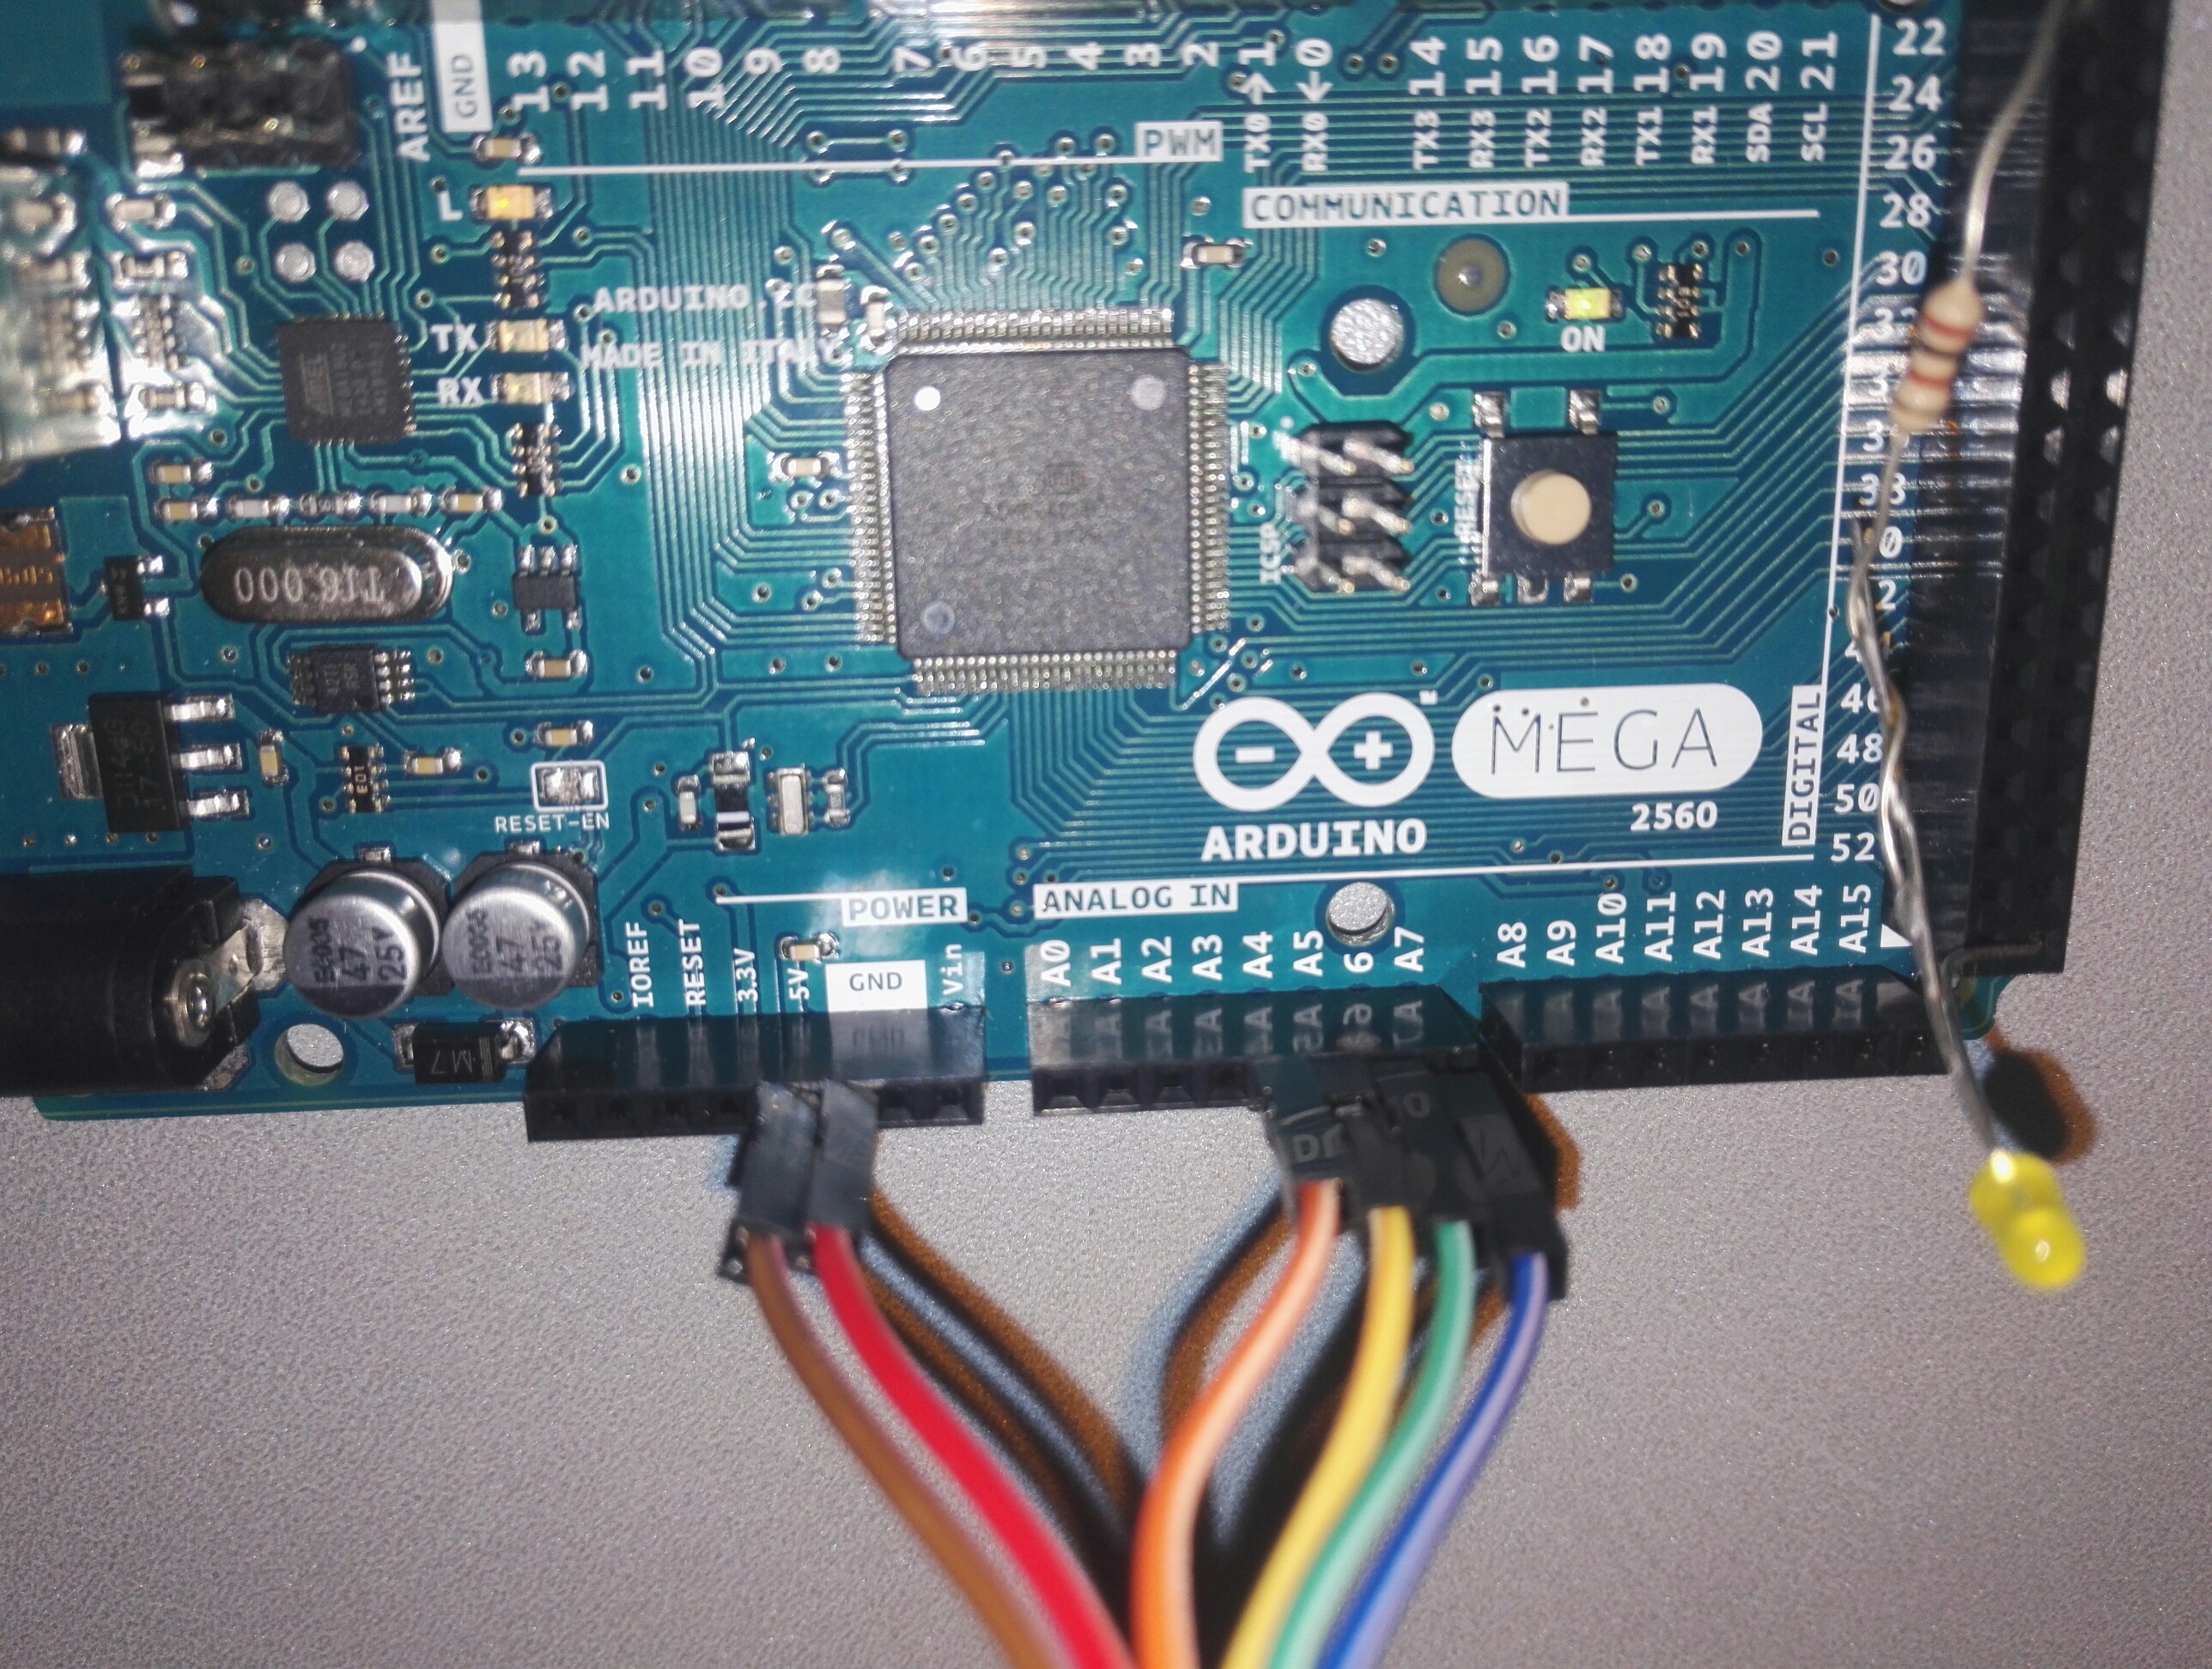 AREF
GND
13
12
11
10
9
8
7
6
5
4
3
2
TX0→1
RX0←0
TX3 14
RX3 15
TX2 16
RX2 17
TX1 18
RX1 19
SDA 20
SCL 21
PWM
COMMUNICATION
22
24
26
28
30
L
ARDUINO.CC
MADE IN ITALY
TX
RX
ON
38
ICSP
RESET
T16.000
46
48
50
52
DIGITAL
MEGA
2560
ARDUINO
RESET-EN
47
25V
47
25V
M7
POWER
ANALOG IN
IOREF
RESET
3.3V
5V
GND
Vin
A0
A1
A2
A3
A4
A5
6
A7
A8
A9
A10
A11
A12
A13
A14
A15